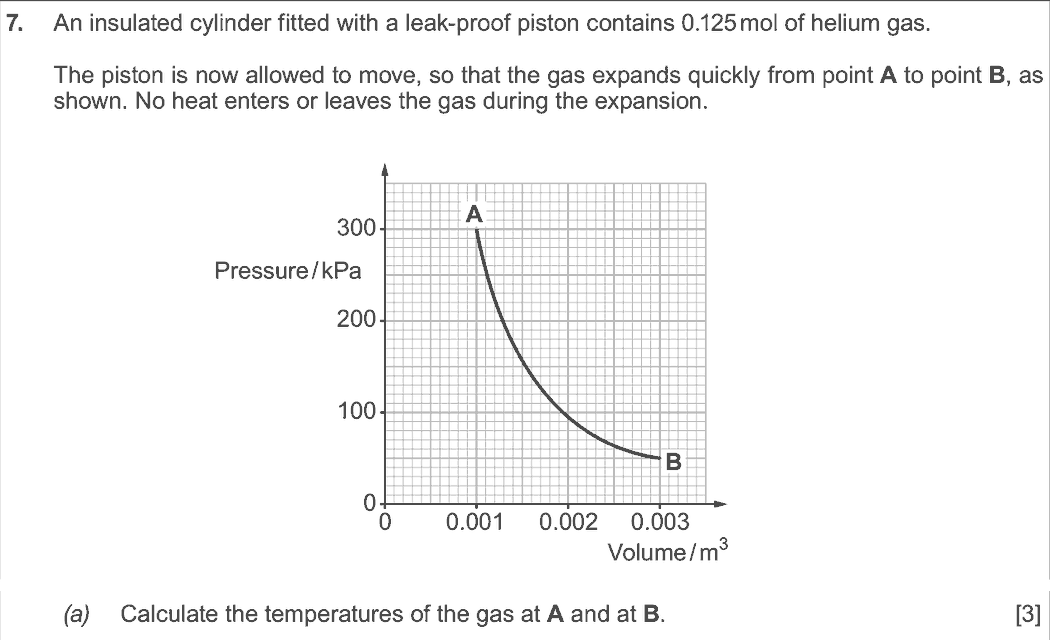 7. An insulated cylinder fitted with a leak-proof piston contains 0.125 mol of helium gas.
The piston is now allowed to move, so that the gas expands quickly from point A to point B, as
shown. No heat enters or leaves the gas during the expansion.
A
300
Pressure/kPa
200
100
B
0
0 0.001 0.002 0.003
Volume/m³
(a) Calculate the temperatures of the gas at A and at B. [3]